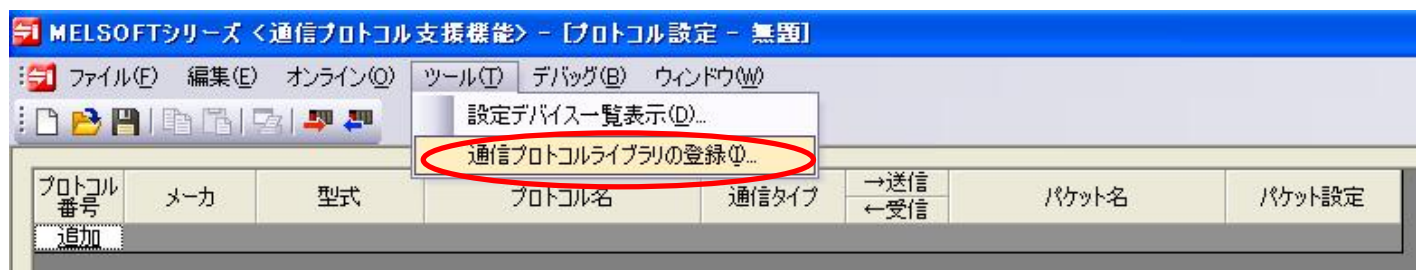 MELSOFTシリーズ <通信プロトコル支援機能> - [プロトコル設定 - 無題]
ファイル(F) 編集(E) オンライン(O) ツール(T) デバッグ(B) ウィンドウ(W)
設定デバイス一覧表示(D)...
通信プロトコルライブラリの登録(I)...
プロトコル番号 メーカ 型式 プロトコル名 通信タイプ →送信 ←受信 パケット名 パケット設定
追加